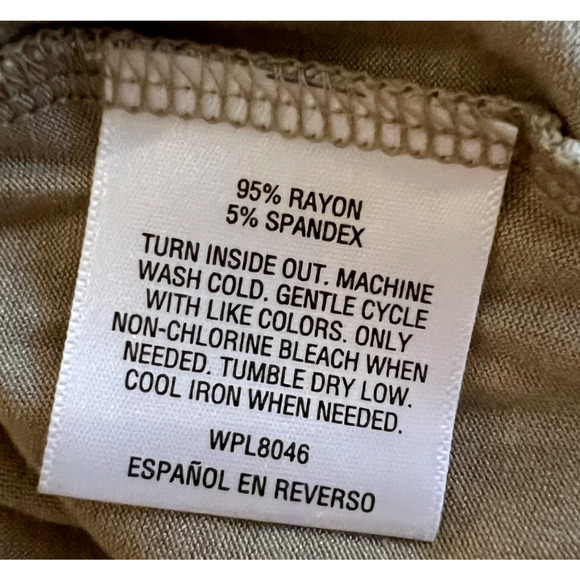 95% RAYON
5% SPANDEX
TURN INSIDE OUT. MACHINE
WASH COLD. GENTLE CYCLE
WITH LIKE COLORS. ONLY
NON-CHLORINE BLEACH WHEN
NEEDED. TUMBLE DRY LOW.
COOL IRON WHEN NEEDED.
WPL8046
ESPAÑOL EN REVERSO